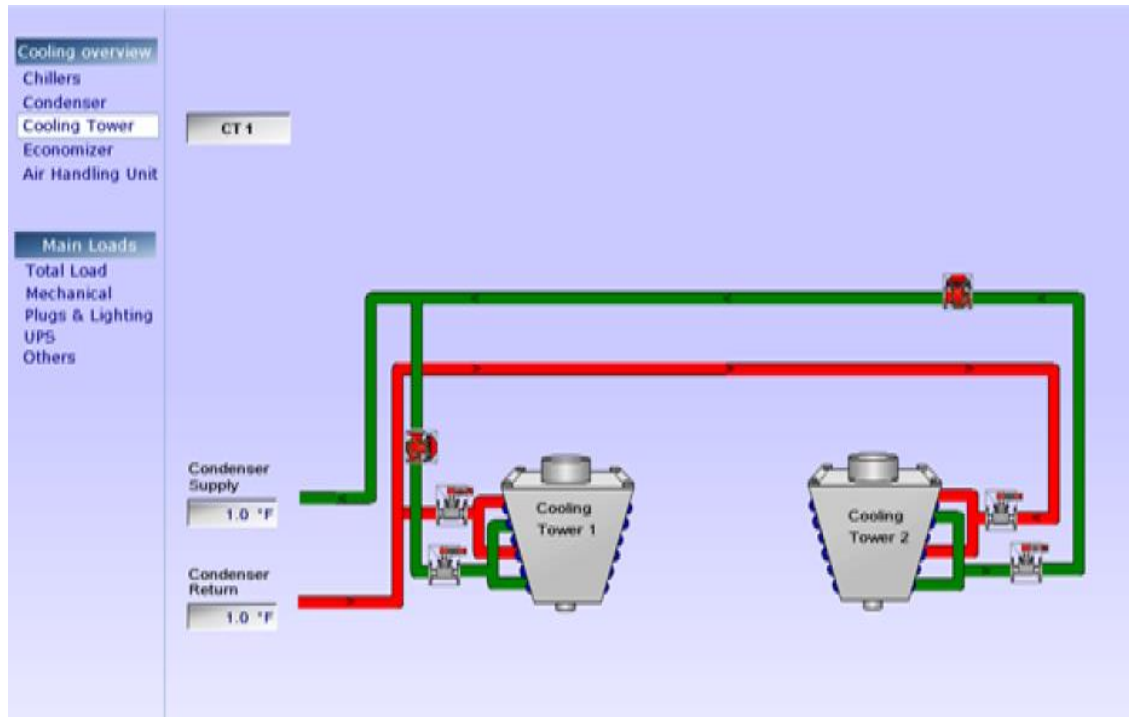 Cooling overview
Chillers
Condenser
Cooling Tower
Economizer
Air Handling Unit
CT 1
Main Loads
Total Load
Mechanical
Plugs & Lighting
UPS
Others
Condenser
Supply
1.0 °F
Condenser
Return
1.0 °F
Cooling
Tower 1
Cooling
Tower 2